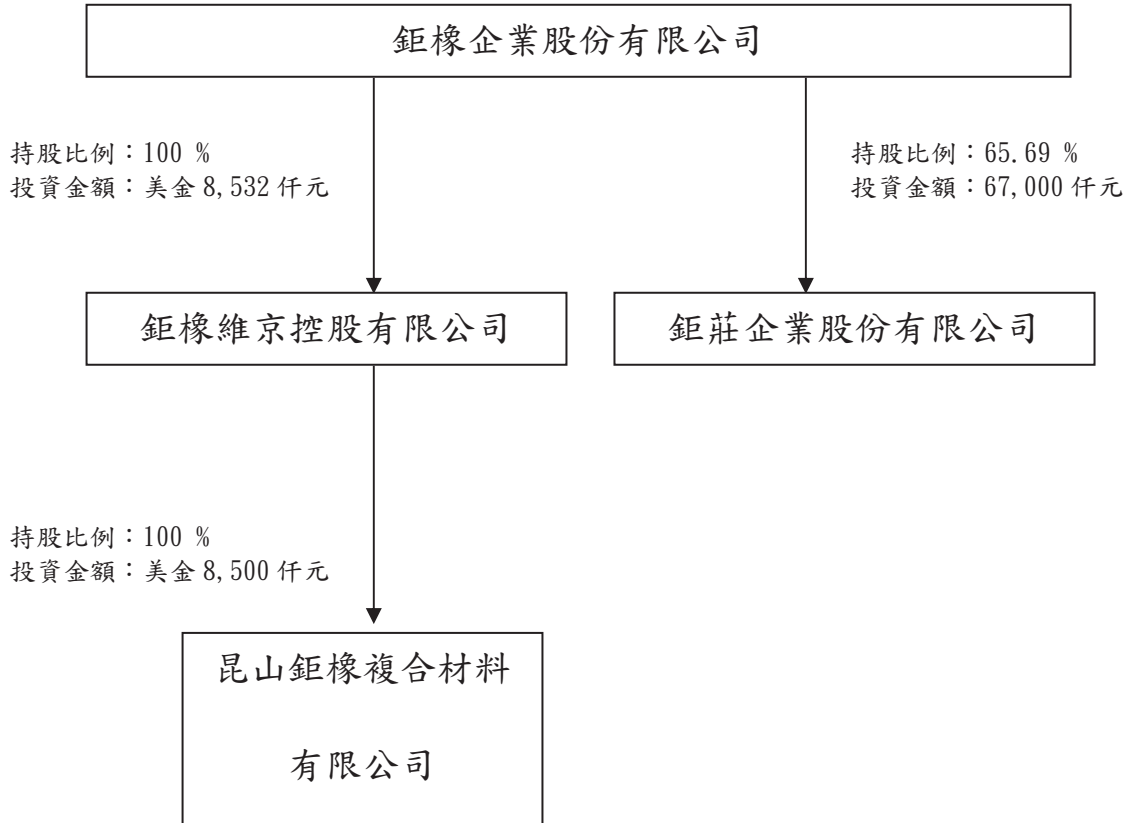 鉅橡企業股份有限公司
持股比例：100 %
投資金額：美金 8,532 仟元
持股比例：65.69 %
投資金額：67,000 仟元
鉅橡維京控股有限公司
鉅莊企業股份有限公司
持股比例：100 %
投資金額：美金 8,500 仟元
昆山鉅橡複合材料
有限公司